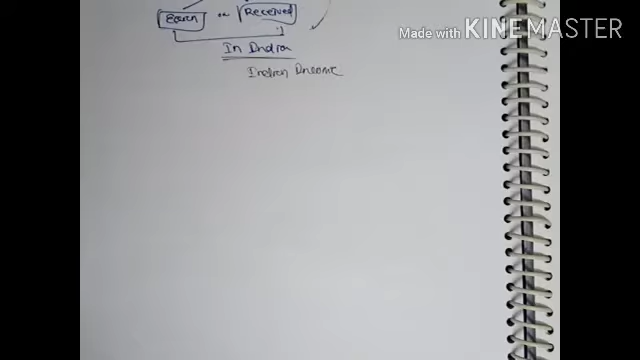 Made with KINEMASTER
Earn or Received
In India
Indian Income